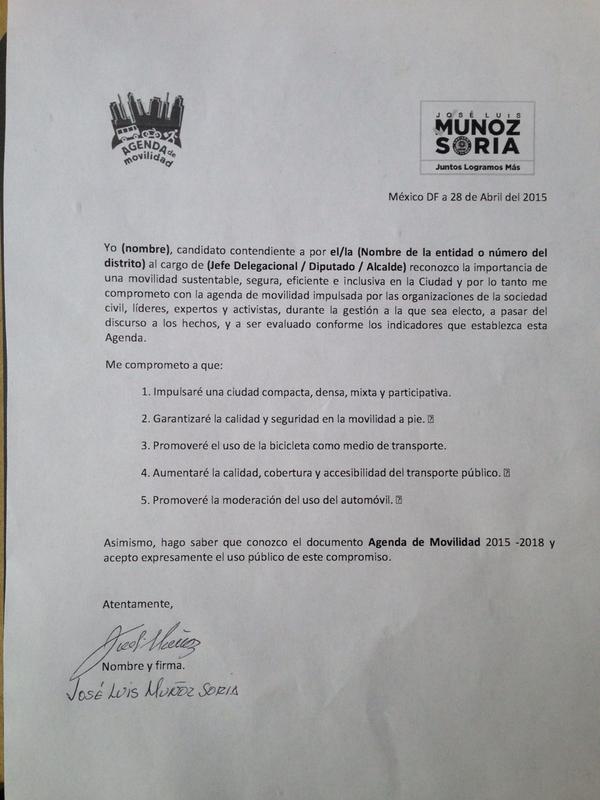 AGENDA de
movilidad
JOSÉ LUIS
MUÑOZ
SORIA
Juntos Logramos Más
México DF a 28 de Abril del 2015
Yo (nombre), candidato contendiente a por el/la (Nombre de la entidad o número del
distrito) al cargo de (Jefe Delegacional / Diputado / Alcalde) reconozco la importancia de
una movilidad sustentable, segura, eficiente e inclusiva en la Ciudad y por lo tanto me
comprometo con la agenda de movilidad impulsada por las organizaciones de la sociedad
civil, líderes, expertos y activistas, durante la gestión a la que sea electo, a pasar del
discurso a los hechos, y a ser evaluado conforme los indicadores que establezca esta
Agenda.
Me comprometo a que:
1. Impulsaré una ciudad compacta, densa, mixta y participativa.
2. Garantizaré la calidad y seguridad en la movilidad a pie.
3. Promoveré el uso de la bicicleta como medio de transporte.
4. Aumentaré la calidad, cobertura y accesibilidad del transporte público.
5. Promoveré la moderación del uso del automóvil.
Asimismo, hago saber que conozco el documento Agenda de Movilidad 2015 -2018 y
acepto expresamente el uso público de este compromiso.
Atentamente,
Nombre y firma.
JOSÉ LUIS MUÑOZ SORIA